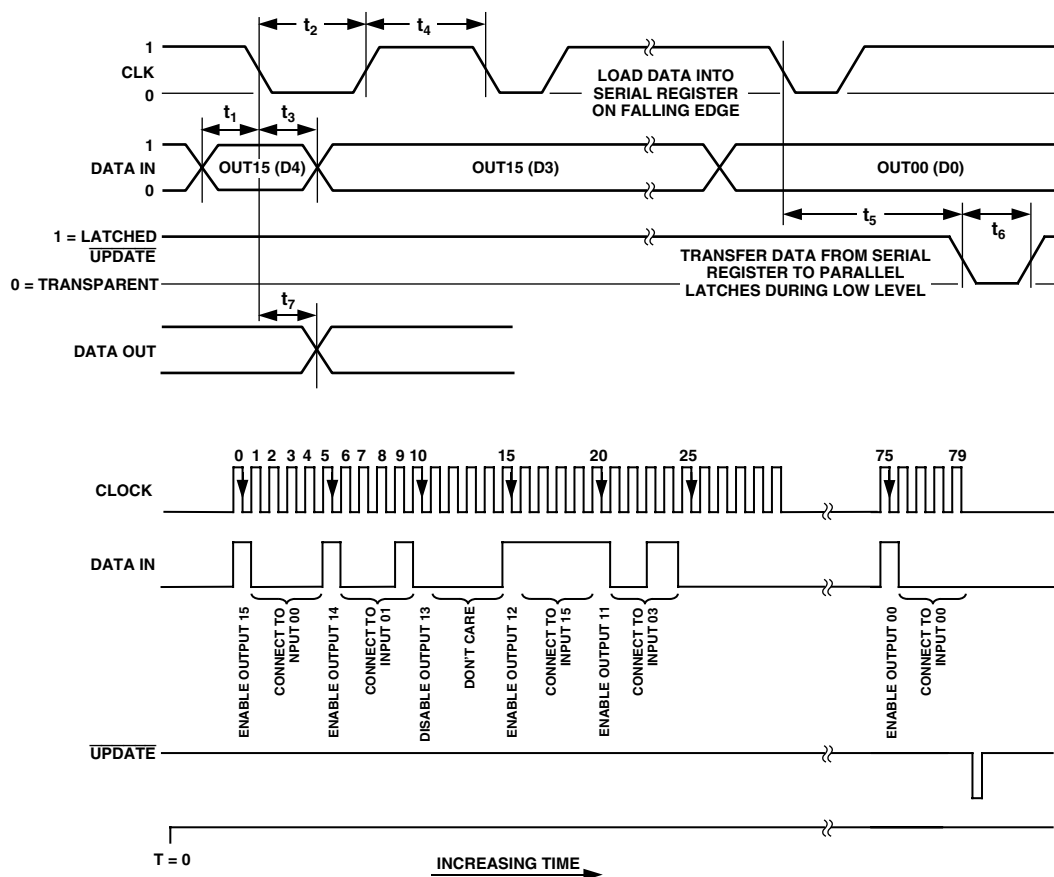 t2
t4
1
CLK
0
LOAD DATA INTO
SERIAL REGISTER
ON FALLING EDGE
t1
t3
1
DATA IN
0
OUT15 (D4)
OUT15 (D3)
OUT00 (D0)
t5
t6
1 = LATCHED
UPDATE
0 = TRANSPARENT
TRANSFER DATA FROM SERIAL
REGISTER TO PARALLEL
LATCHES DURING LOW LEVEL
t7
DATA OUT
0 1 2 3 4 5 6 7 8 9 10 15 20 25 75 79
CLOCK
DATA IN
ENABLE OUTPUT 15
CONNECT TO
NPUT 00
ENABLE OUTPUT 14
CONNECT TO
INPUT 01
DISABLE OUTPUT 13
DON'T CARE
ENABLE OUTPUT 12
CONNECT TO
INPUT 15
ENABLE OUTPUT 11
CONNECT TO
INPUT 03
ENABLE OUTPUT 00
CONNECT TO
INPUT 00
UPDATE
T = 0
INCREASING TIME